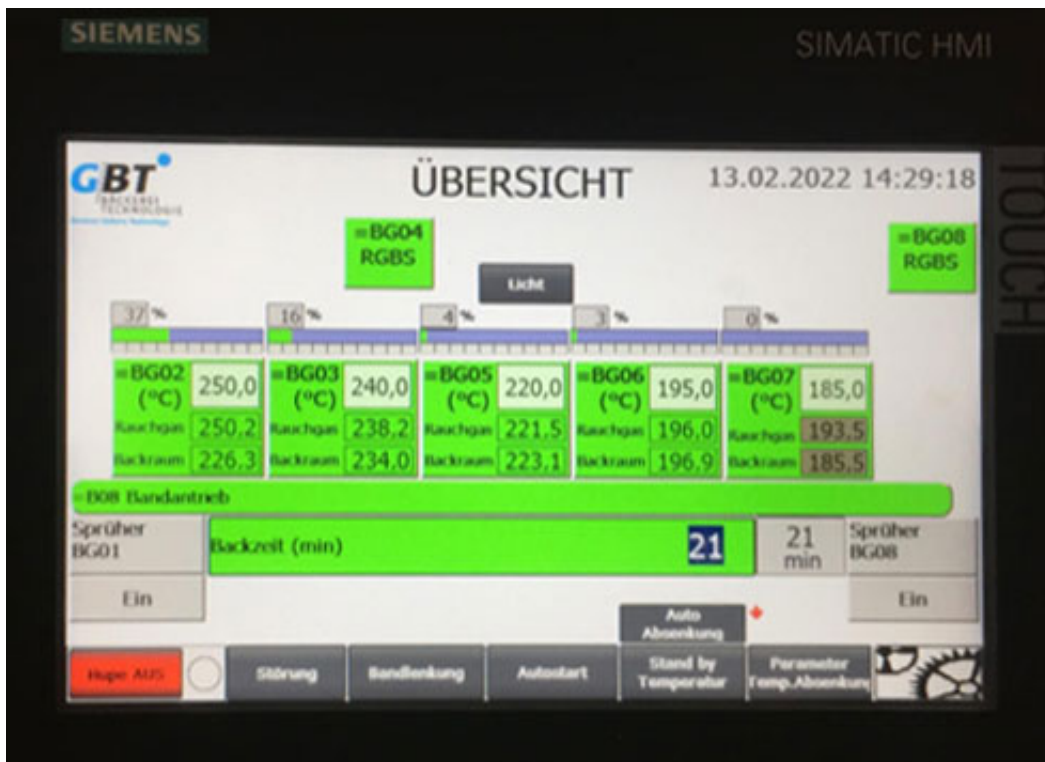 SIEMENS
SIMATIC HMI
TOUCH
GBT
BÄCKEREI
TECHNOLOGIE
ÜBERSICHT
13.02.2022 14:29:18
=BG04
RGBS
=BG08
RGBS
Licht
37 %
16 %
4 %
3 %
0 %
=BG02 (°C) 250,0
Rauchgas 250,2
Backraum 226,3
=BG03 (°C) 240,0
Rauchgas 238,2
Backraum 234,0
=BG05 (°C) 220,0
Rauchgas 221,5
Backraum 223,1
=BG06 (°C) 195,0
Rauchgas 196,0
Backraum 196,9
=BG07 (°C) 185,0
Rauchgas 193,5
Backraum 185,5
=B08 Bandantrieb
Sprüher
BG01
Ein
Backzeit (min) 21
21
min
Sprüher
BG08
Ein
Auto
Absenkung
Hupe AUS
Störung
Bandlenkung
Autostart
Stand by
Temperatur
Parameter
Temp.Absenkung